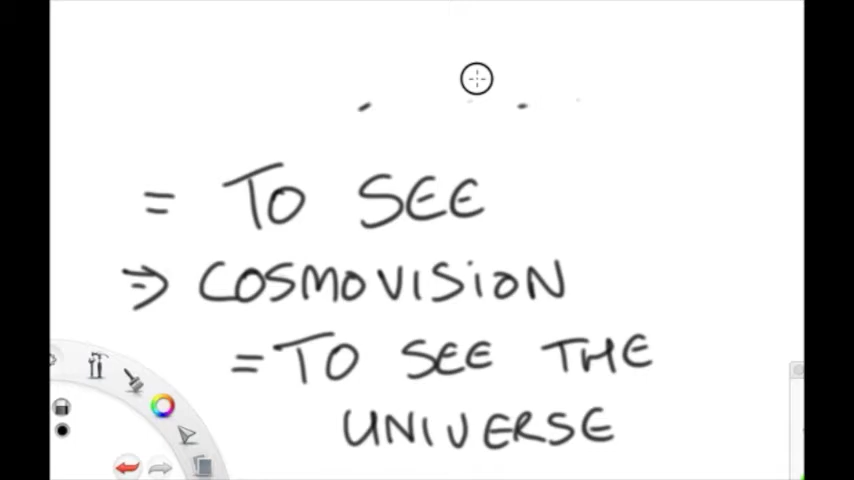 = TO SEE
⇒ COSMOVISION
= TO SEE THE
UNIVERSE